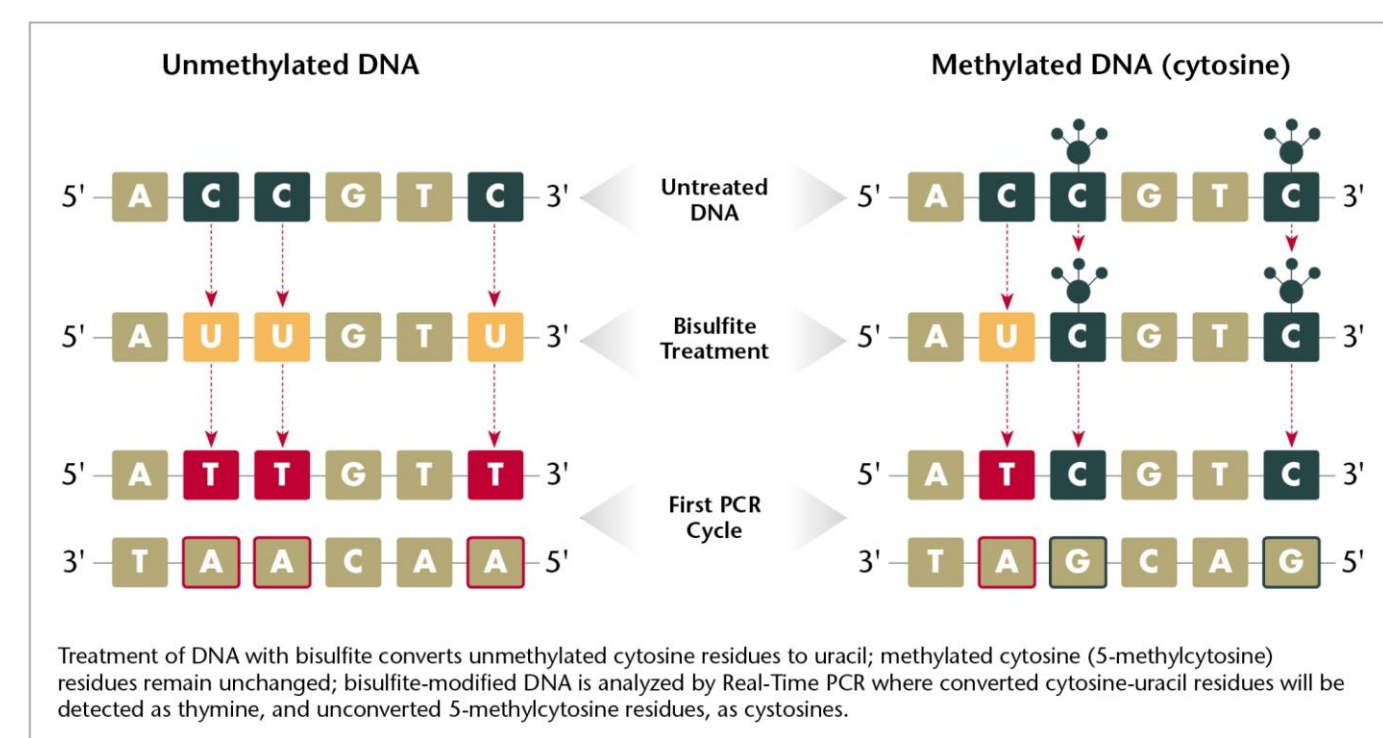 Unmethylated DNA
Methylated DNA (cytosine)
5' A C C G T C 3'
Untreated
DNA
5' A C C G T C 3'
5' A U U G T U 3'
Bisulfite
Treatment
5' A U C G T C 3'
5' A T T G T T 3'
5' A T C G T C 3'
First PCR
Cycle
3' T A A C A A 5'
3' T A G C A G 5'
Treatment of DNA with bisulfite converts unmethylated cytosine residues to uracil; methylated cytosine (5-methylcytosine)
residues remain unchanged; bisulfite-modified DNA is analyzed by Real-Time PCR where converted cytosine-uracil residues will be
detected as thymine, and unconverted 5-methylcytosine residues, as cystosines.